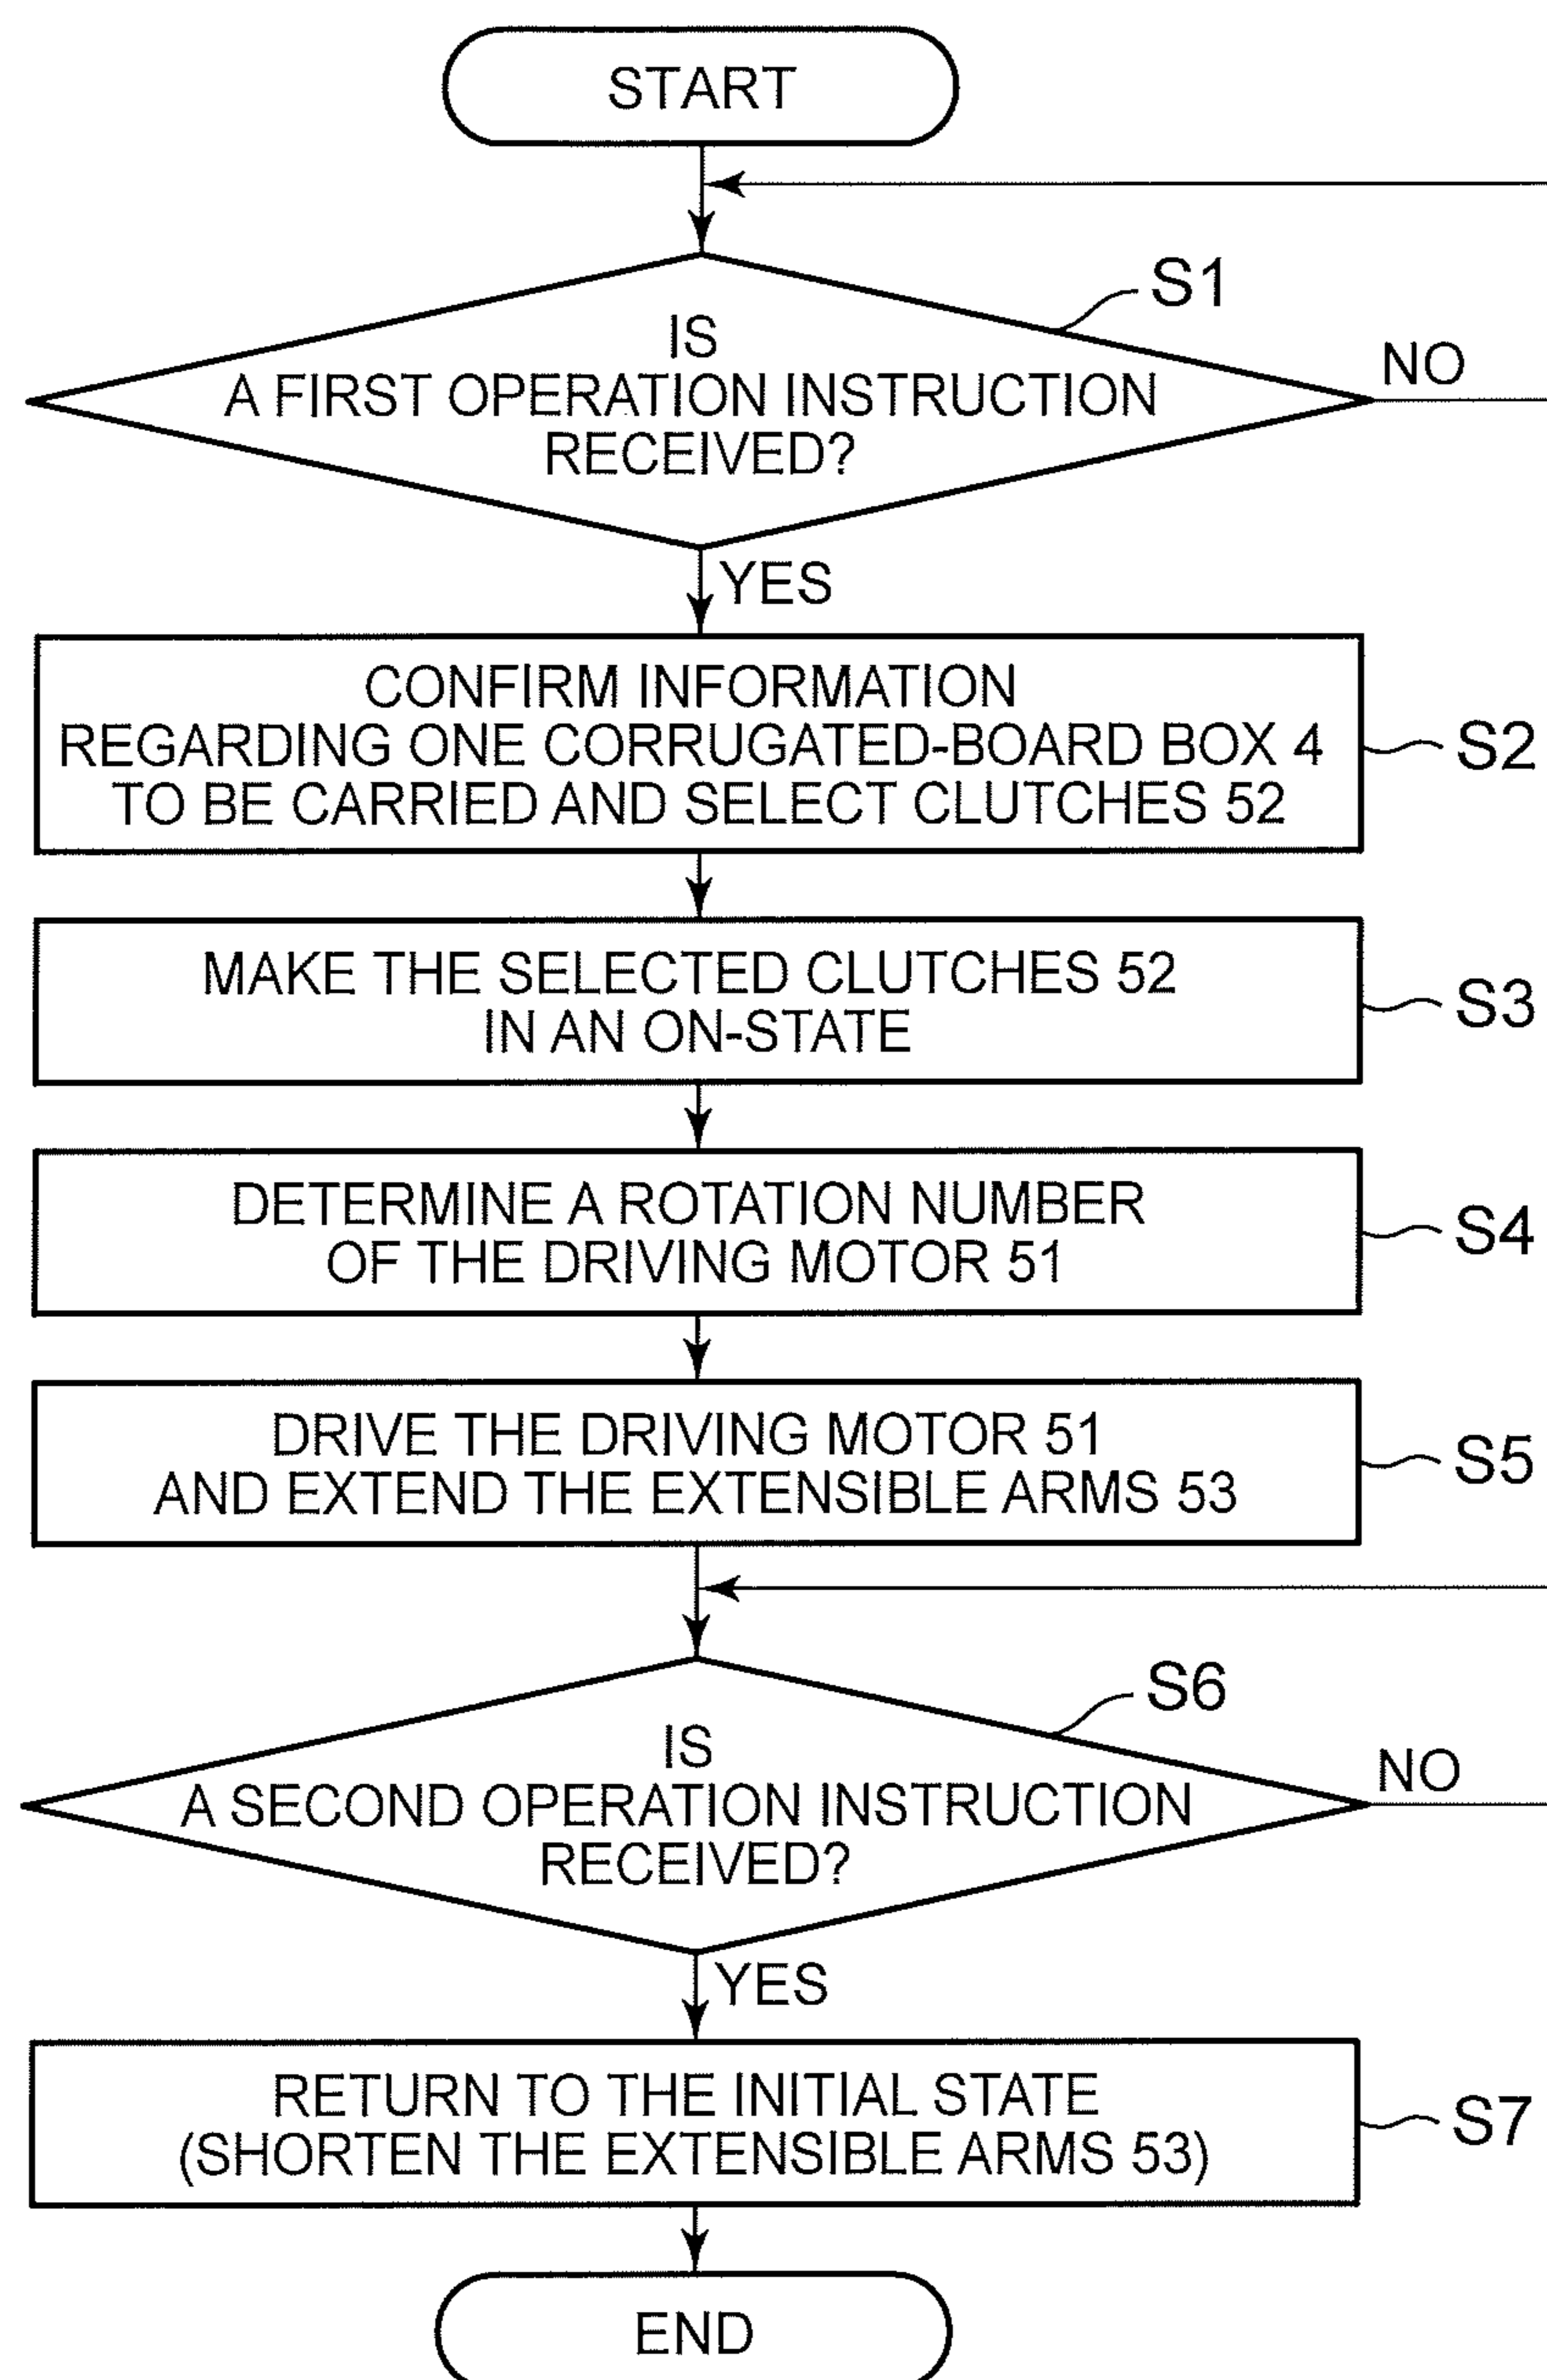 START
S1
IS
A FIRST OPERATION INSTRUCTION
RECEIVED?
NO
YES
CONFIRM INFORMATION
REGARDING ONE CORRUGATED-BOARD BOX 4
TO BE CARRIED AND SELECT CLUTCHES 52
S2
MAKE THE SELECTED CLUTCHES 52
IN AN ON-STATE
S3
DETERMINE A ROTATION NUMBER
OF THE DRIVING MOTOR 51
S4
DRIVE THE DRIVING MOTOR 51
AND EXTEND THE EXTENSIBLE ARMS 53
S5
S6
IS
A SECOND OPERATION INSTRUCTION
RECEIVED?
NO
YES
RETURN TO THE INITIAL STATE
(SHORTEN THE EXTENSIBLE ARMS 53)
S7
END